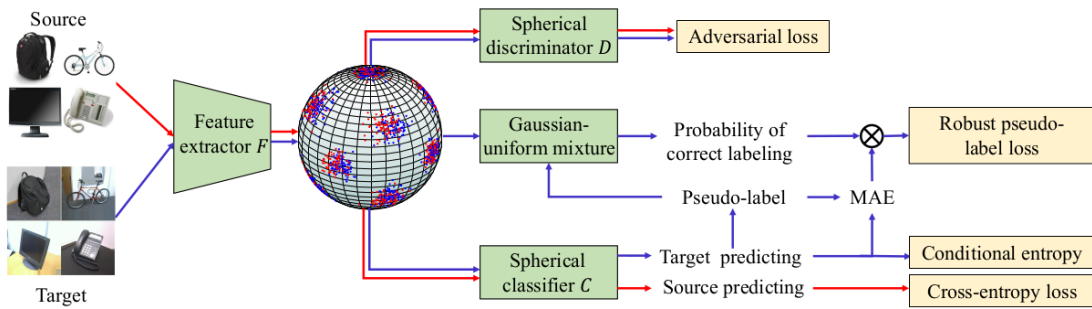 Source
Target
Feature
extractor F
Spherical
discriminator D
Adversarial loss
Gaussian-
uniform mixture
Probability of
correct labeling
Robust pseudo-
label loss
Pseudo-label
MAE
Spherical
classifier C
Target predicting
Source predicting
Conditional entropy
Cross-entropy loss